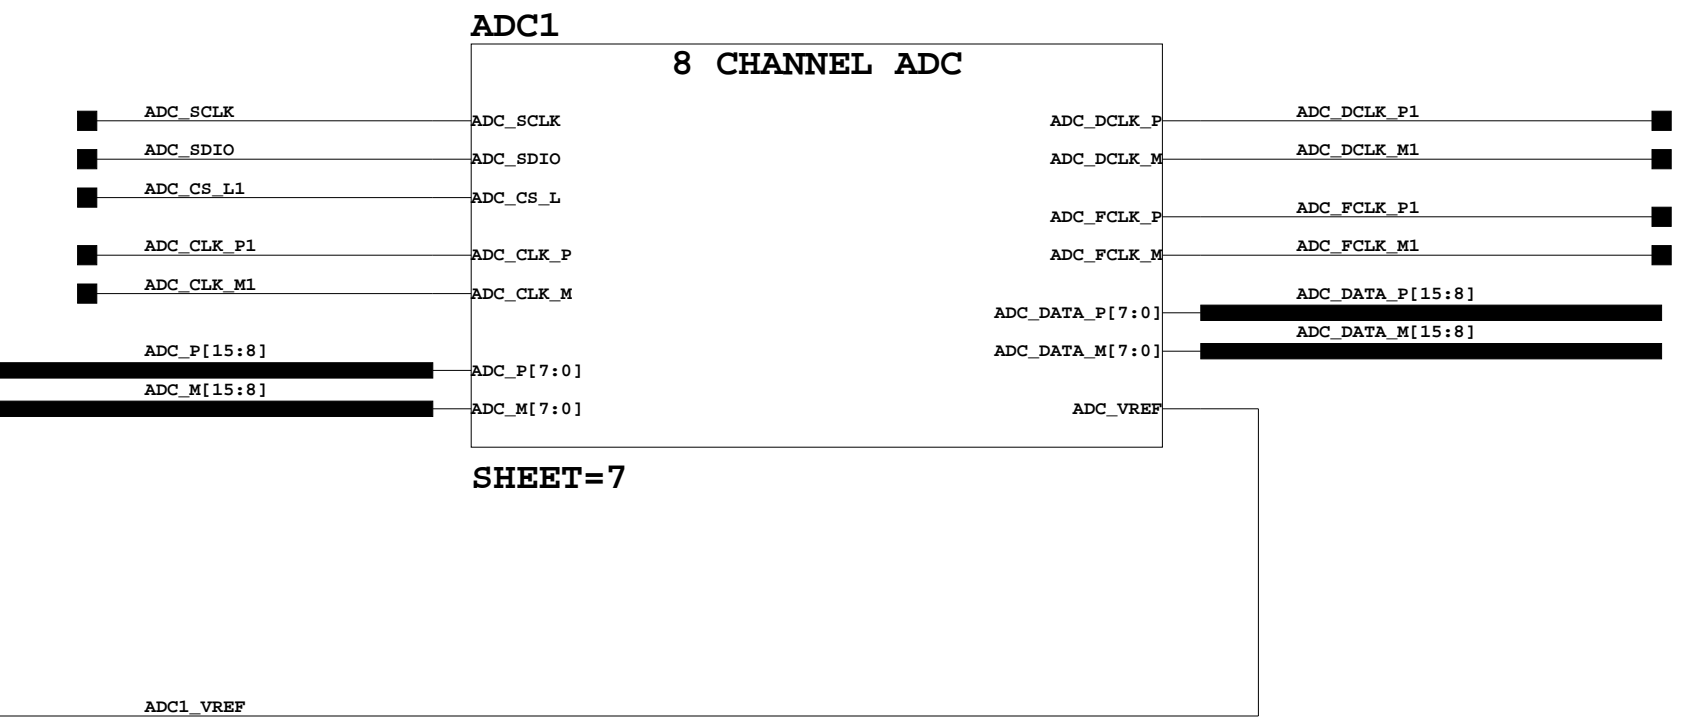 ADC1
8 CHANNEL ADC
ADC_SCLK
ADC_SCLK
ADC_SDIO
ADC_SDIO
ADC_CS_L1
ADC_CS_L
ADC_CLK_P1
ADC_CLK_P
ADC_CLK_M1
ADC_CLK_M
ADC_P[15:8]
ADC_P[7:0]
ADC_M[15:8]
ADC_M[7:0]
ADC_DCLK_P
ADC_DCLK_P1
ADC_DCLK_M
ADC_DCLK_M1
ADC_FCLK_P
ADC_FCLK_P1
ADC_FCLK_M
ADC_FCLK_M1
ADC_DATA_P[7:0]
ADC_DATA_P[15:8]
ADC_DATA_M[7:0]
ADC_DATA_M[15:8]
ADC_VREF
SHEET=7
ADC1_VREF